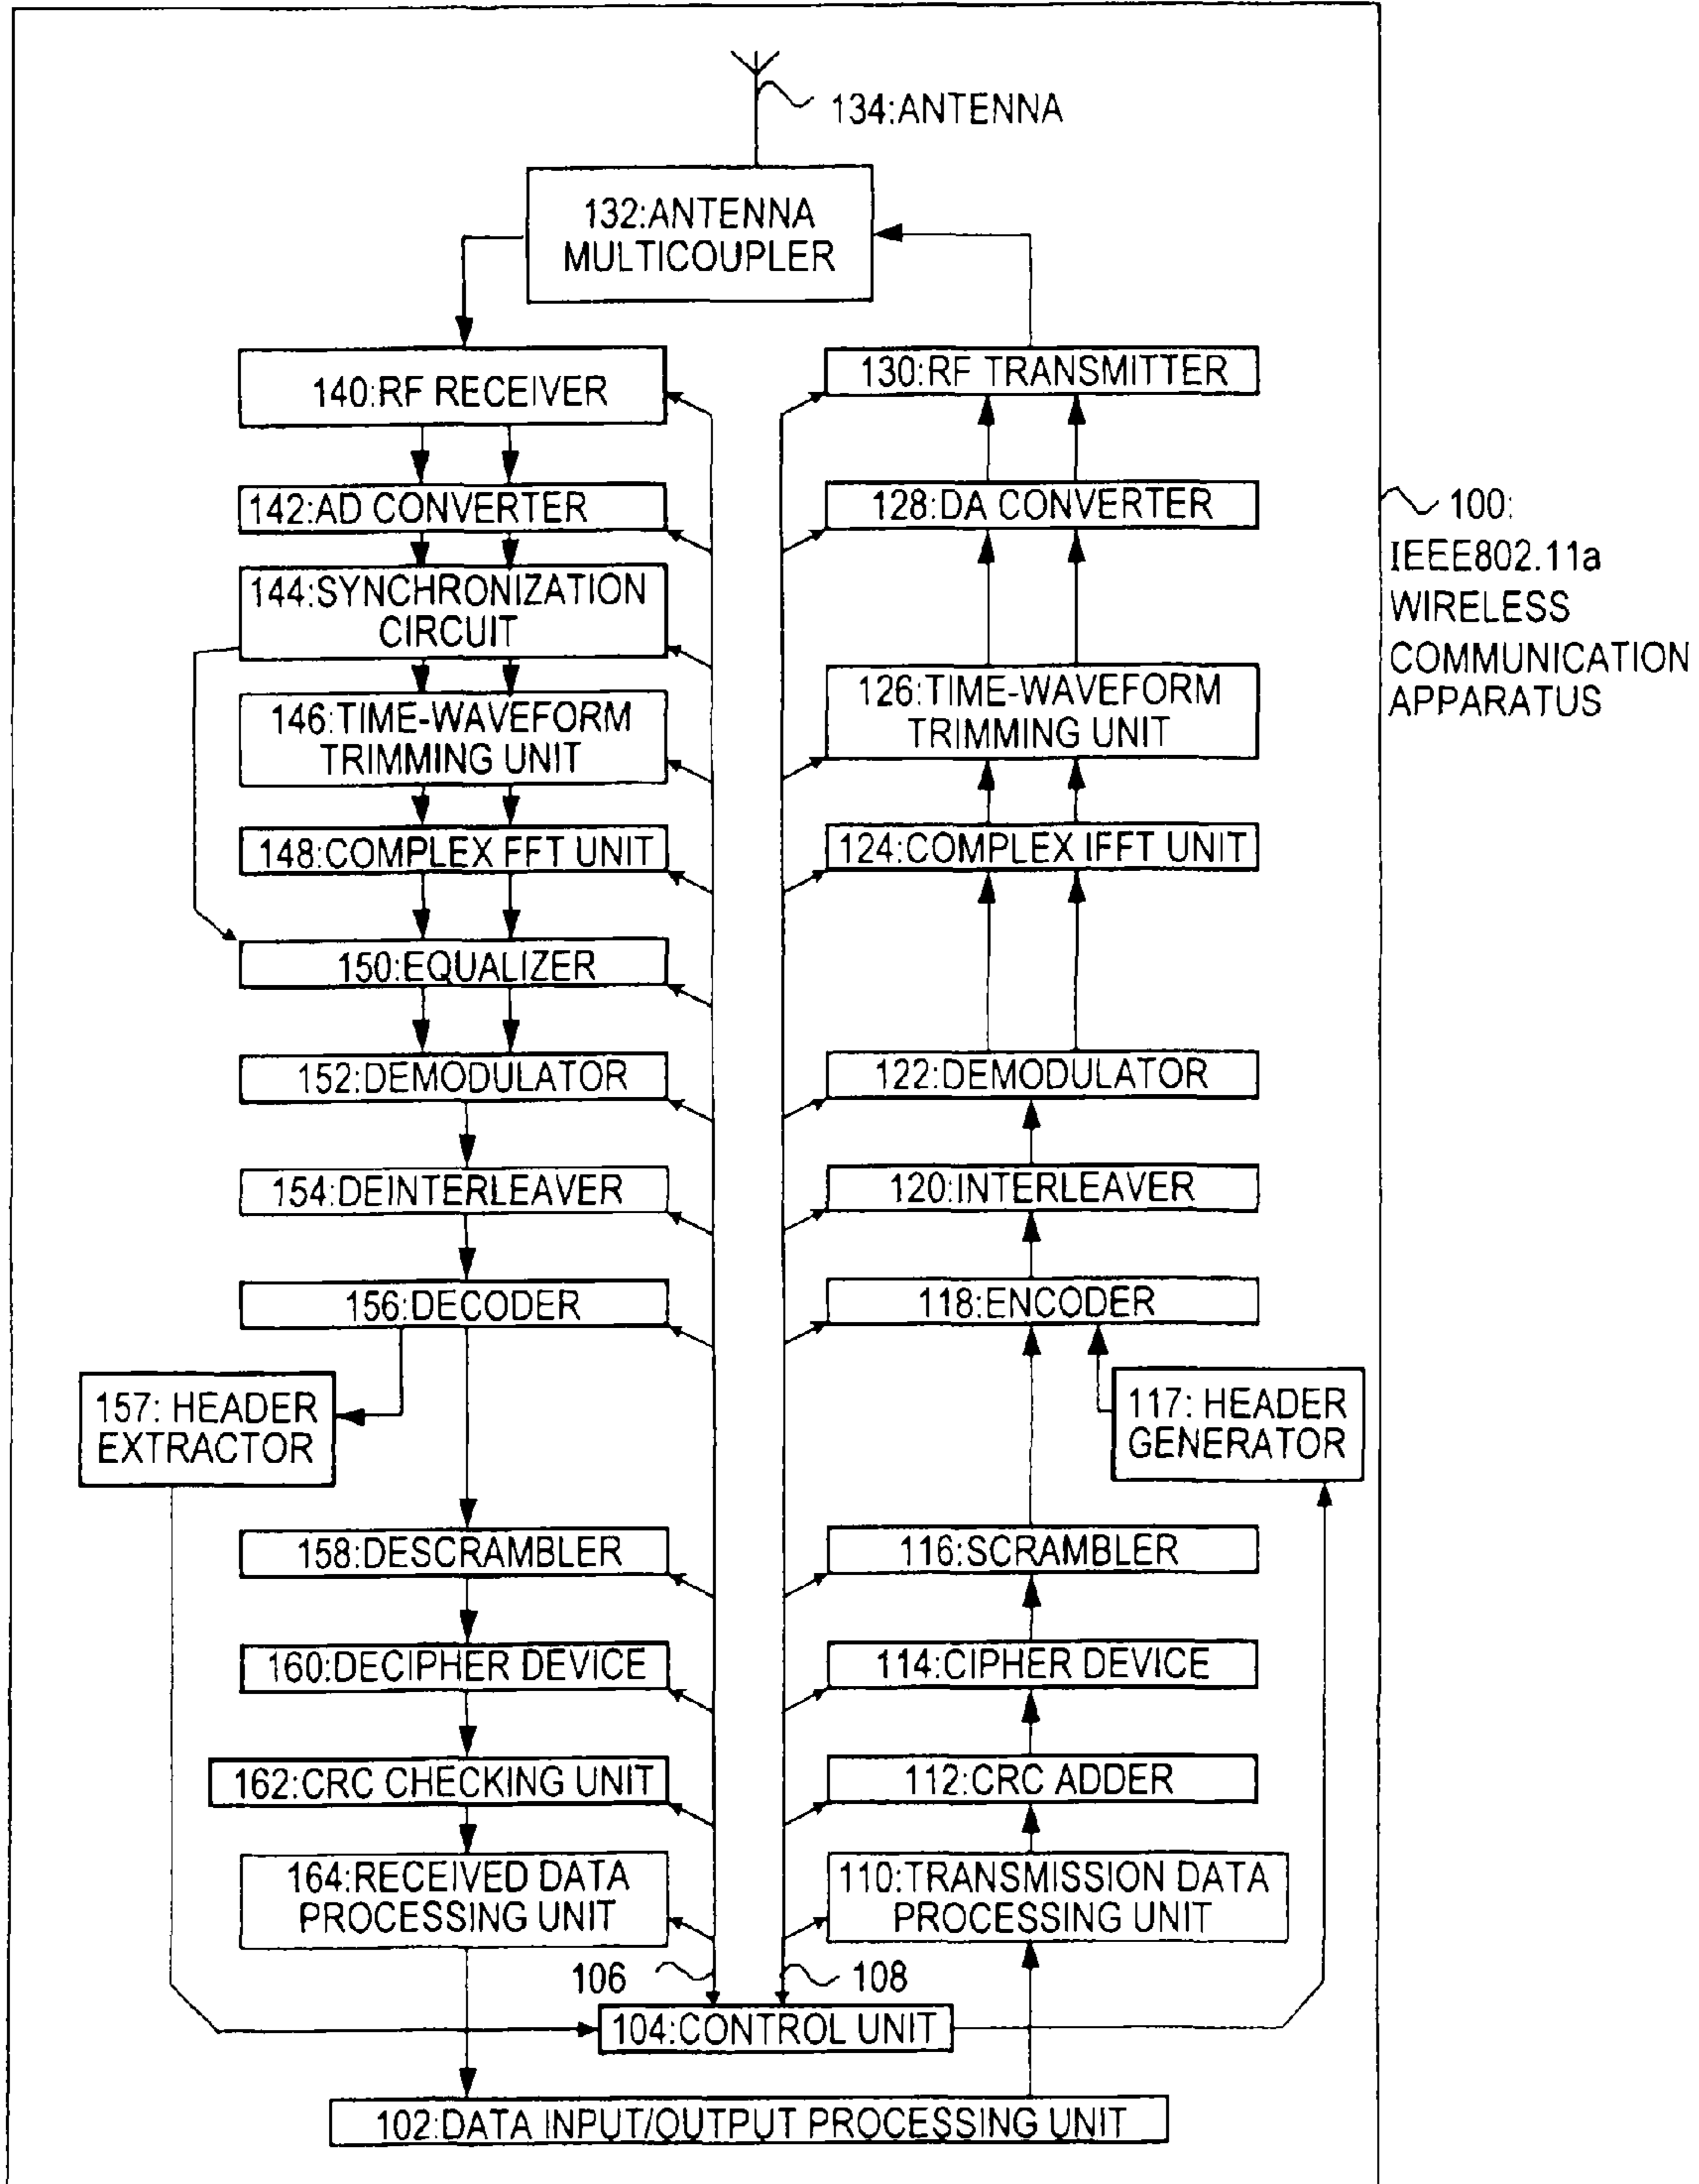 134:ANTENNA
132:ANTENNA
MULTICOUPLER
140:RF RECEIVER
130:RF TRANSMITTER
142:AD CONVERTER
128:DA CONVERTER
100:
IEEE802.11a
WIRELESS
COMMUNICATION
APPARATUS
144:SYNCHRONIZATION
CIRCUIT
146:TIME-WAVEFORM
TRIMMING UNIT
126:TIME-WAVEFORM
TRIMMING UNIT
148:COMPLEX FFT UNIT
124:COMPLEX IFFT UNIT
150:EQUALIZER
152:DEMODULATOR
122:DEMODULATOR
154:DEINTERLEAVER
120:INTERLEAVER
156:DECODER
118:ENCODER
157: HEADER
EXTRACTOR
117: HEADER
GENERATOR
158:DESCRAMBLER
116:SCRAMBLER
160:DECIPHER DEVICE
114:CIPHER DEVICE
162:CRC CHECKING UNIT
112:CRC ADDER
164:RECEIVED DATA
PROCESSING UNIT
110:TRANSMISSION DATA
PROCESSING UNIT
106
108
104:CONTROL UNIT
102:DATA INPUT/OUTPUT PROCESSING UNIT